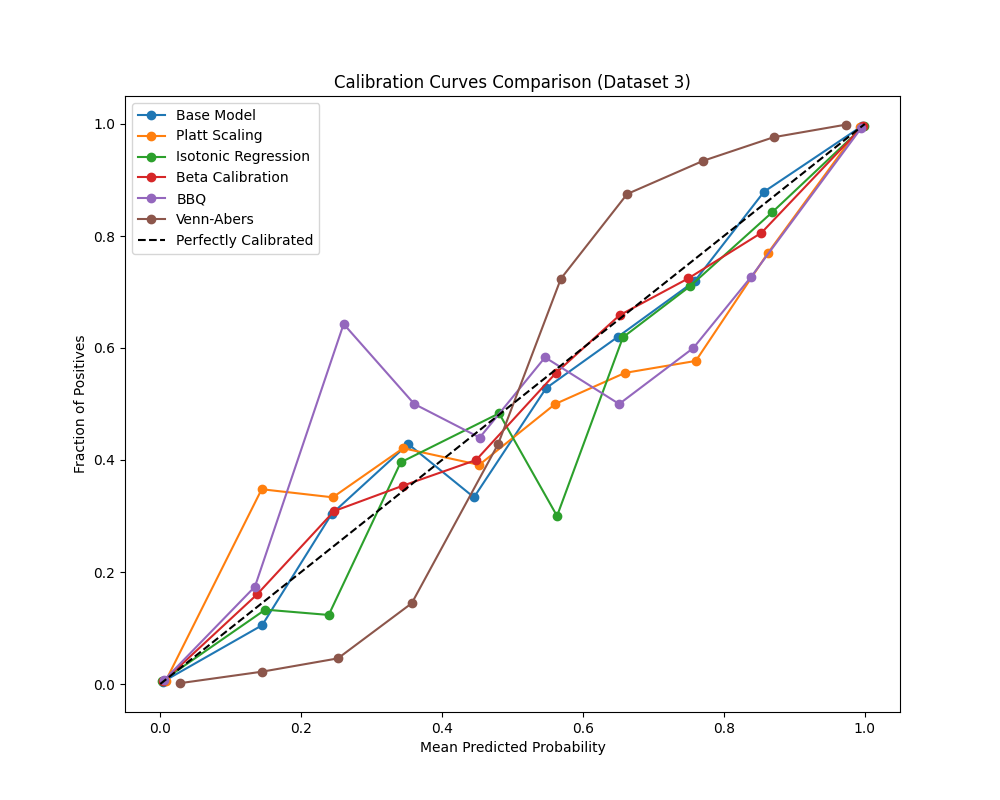 Calibration Curves Comparison (Dataset 3)
Base Model
Platt Scaling
Isotonic Regression
Beta Calibration
BBQ
Venn-Abers
Perfectly Calibrated
Fraction of Positives
1.0
0.8
0.6
0.4
0.2
0.0
0.0 0.2 0.4 0.6 0.8 1.0
Mean Predicted Probability